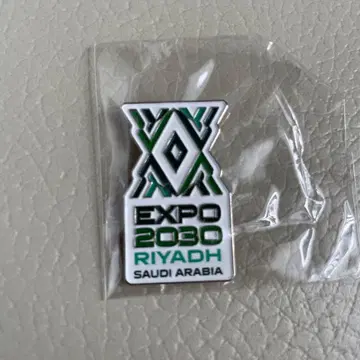 EXPO
2030
RIYADH
SAUDI ARABIA